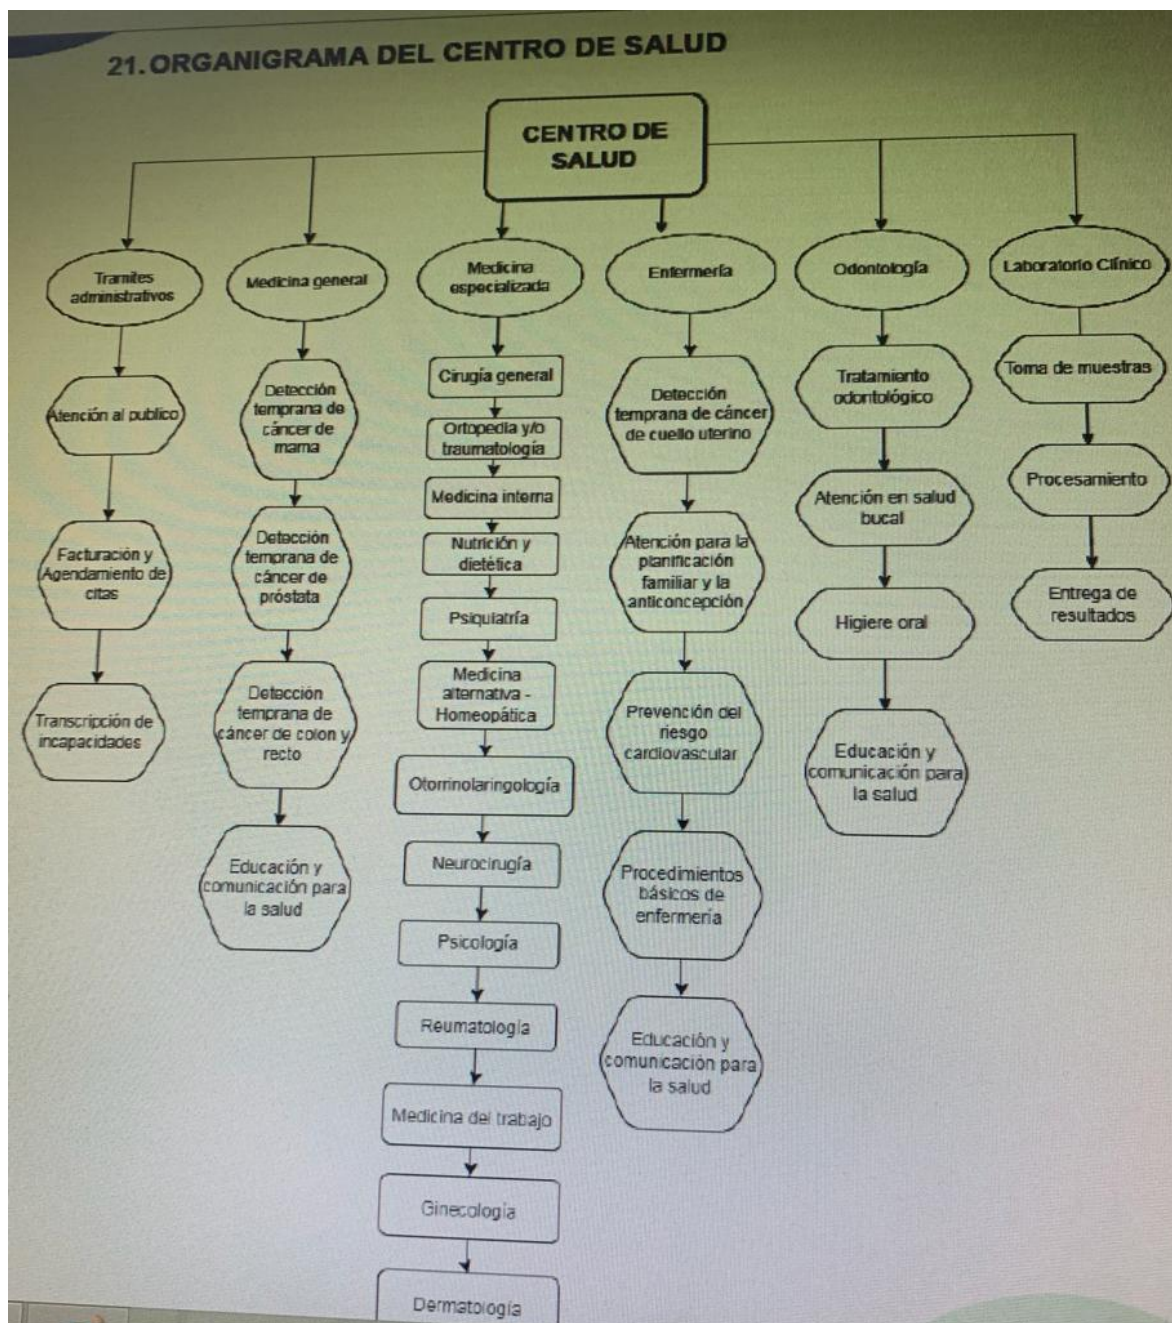 21. ORGANIGRAMA DEL CENTRO DE SALUD
CENTRO DE
SALUD
Tramites
administrativos
Atención al publico
Facturación y
Agendamiento de
citas
Transcripción de
incapacidades
Medicina general
Detección
temprana de
cáncer de
mama
Detección
temprana de
cáncer de
próstata
Detección
temprana de
cáncer de colon y
recto
Educación y
comunicación para
la salud
Medicina
especializada
Cirugía general
Ortopedia y/o
traumatología
Medicina interna
Nutrición y
dietética
Psiquiatría
Medicina
alternativa -
Homeopática
Otorrinolaringología
Neurocirugía
Psicología
Reumatología
Medicina del trabajo
Ginecología
Dermatología
Enfermería
Detección
temprana de cáncer
de cuello uterino
Atención para la
planificación
familiar y la
anticoncepción
Prevención del
riesgo
cardiovascular
Procedimientos
básicos de
enfermería
Educación y
comunicación para
la salud
Odontología
Tratamiento
odontológico
Atención en salud
bucal
Higiere oral
Educación y
comunicación para
la salud
Laboratorio Clínico
Toma de muestras
Procesamiento
Entrega de
resultados